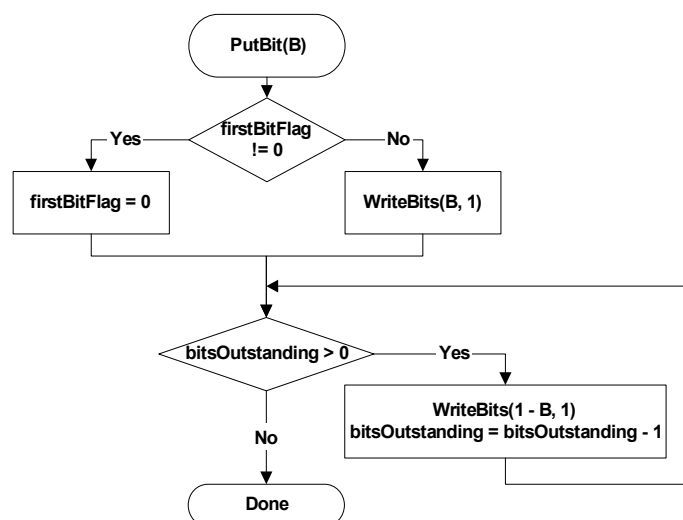 PutBit(B)
firstBitFlag
!= 0
Yes
No
firstBitFlag = 0
WriteBits(B, 1)
bitsOutstanding > 0
Yes
WriteBits(1 - B, 1)
bitsOutstanding = bitsOutstanding - 1
No
Done